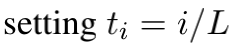 setting $t_i = i/L$